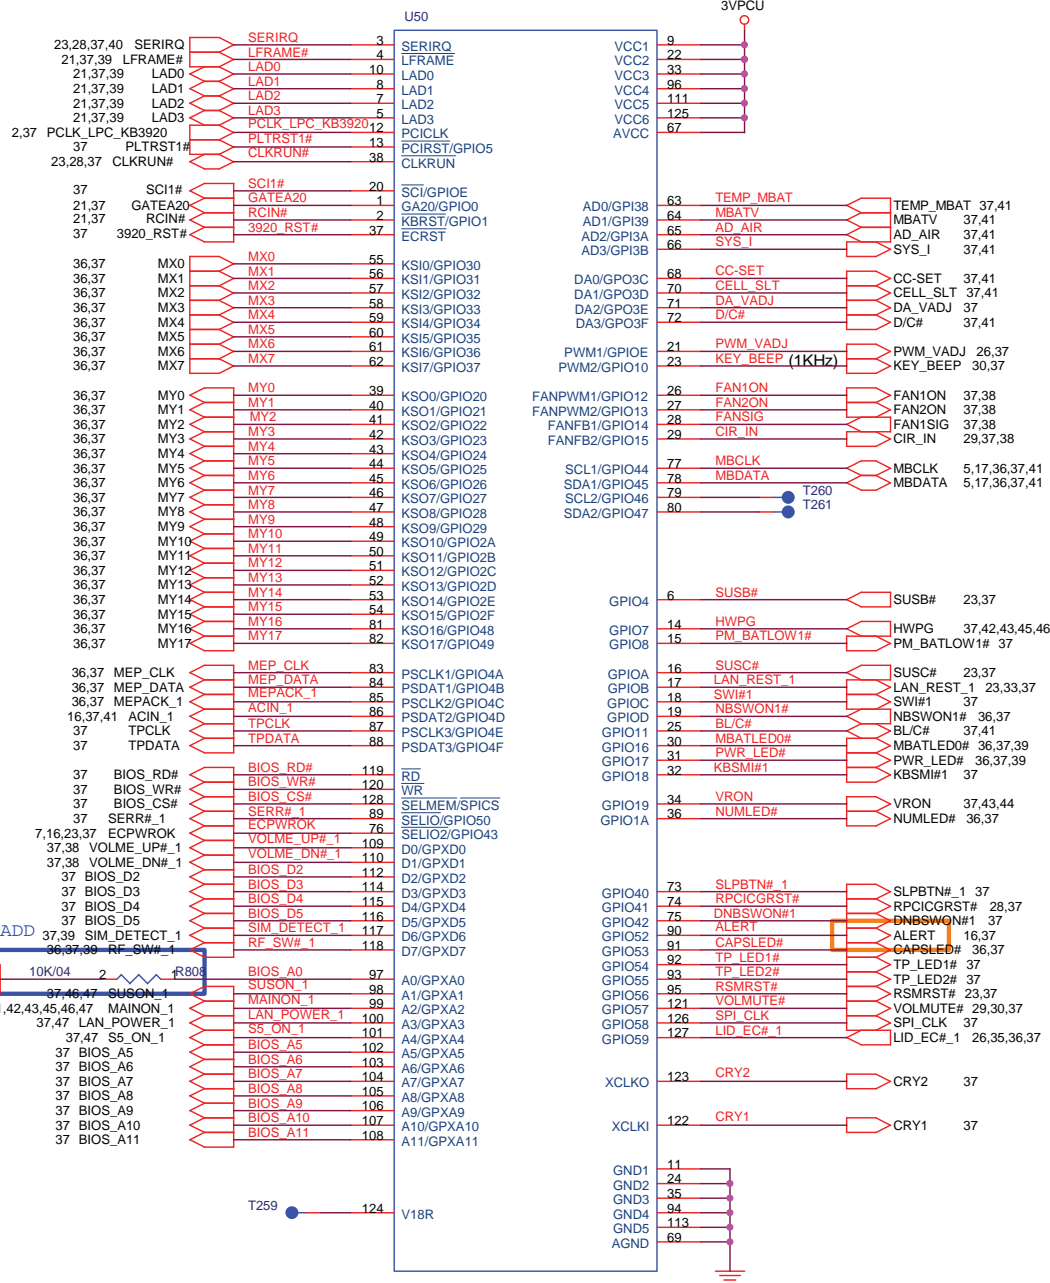 U50
3VPCU
23,28,37,40 SERIRQ SERIRQ 3 SERIRQ VCC1 9
21,37,39 LFRAME# LFRAME# 4 LFRAME VCC2 22
21,37,39 LAD0 LAD0 10 LAD0 VCC3 33
21,37,39 LAD1 LAD1 8 LAD1 VCC4 96
21,37,39 LAD2 LAD2 7 LAD2 VCC5 111
21,37,39 LAD3 LAD3 5 LAD3 VCC6 125
2,37 PCLK_LPC_KB3920 PCLK_LPC_KB3920 12 PCICLK AVCC 67
37 PLTRST1# PLTRST1# 13 PCIRST/GPIO5
23,28,37 CLKRUN# CLKRUN# 38 CLKRUN
37 SCI1# SCI1# 20 SCI/GPIOE
21,37 GATEA20 GATEA20 1 GA20/GPIO0 AD0/GPI38 63 TEMP_MBAT TEMP_MBAT 37,41
21,37 RCIN# RCIN# 2 KBRST/GPIO1 AD1/GPI39 64 MBATV MBATV 37,41
37 3920_RST# 3920_RST# 37 ECRST AD2/GPI3A 65 AD_AIR AD_AIR 37,41
AD3/GPI3B 66 SYS_I SYS_I 37,41
36,37 MX0 MX0 55 KSI0/GPIO30
36,37 MX1 MX1 56 KSI1/GPIO31 DA0/GPO3C 68 CC-SET CC-SET 37,41
36,37 MX2 MX2 57 KSI2/GPIO32 DA1/GPO3D 70 CELL_SLT CELL_SLT 37,41
36,37 MX3 MX3 58 KSI3/GPIO33 DA2/GPO3E 71 DA_VADJ DA_VADJ 37
36,37 MX4 MX4 59 KSI4/GPIO34 DA3/GPO3F 72 D/C# D/C# 37,41
36,37 MX5 MX5 60 KSI5/GPIO35
36,37 MX6 MX6 61 KSI6/GPIO36 PWM1/GPIOE 21 PWM_VADJ PWM_VADJ 26,37
36,37 MX7 MX7 62 KSI7/GPIO37 PWM2/GPIO10 23 KEY_BEEP (1KHz) KEY_BEEP 30,37
36,37 MY0 MY0 39 KSO0/GPIO20 FANPWM1/GPIO12 26 FAN1ON FAN1ON 37,38
36,37 MY1 MY1 40 KSO1/GPIO21 FANPWM2/GPIO13 27 FAN2ON FAN2ON 37,38
36,37 MY2 MY2 41 KSO2/GPIO22 FANFB1/GPIO14 28 FANSIG FAN1SIG 37,38
36,37 MY3 MY3 42 KSO3/GPIO23 FANFB2/GPIO15 29 CIR_IN CIR_IN 29,37,38
36,37 MY4 MY4 43 KSO4/GPIO24
36,37 MY5 MY5 44 KSO5/GPIO25 SCL1/GPIO44 77 MBCLK MBCLK 5,17,36,37,41
36,37 MY6 MY6 45 KSO6/GPIO26 SDA1/GPIO45 78 MBDATA MBDATA 5,17,36,37,41
36,37 MY7 MY7 46 KSO7/GPIO27 SCL2/GPIO46 79 T260
36,37 MY8 MY8 47 KSO8/GPIO28 SDA2/GPIO47 80 T261
36,37 MY9 MY9 48 KSO9/GPIO29
36,37 MY10 MY10 49 KSO10/GPIO2A
36,37 MY11 MY11 50 KSO11/GPIO2B
36,37 MY12 MY12 51 KSO12/GPIO2C
36,37 MY13 MY13 52 KSO13/GPIO2D
36,37 MY14 MY14 53 KSO14/GPIO2E GPIO4 6 SUSB# SUSB# 23,37
36,37 MY15 MY15 54 KSO15/GPIO2F
36,37 MY16 MY16 81 KSO16/GPIO48 GPIO7 14 HWPG HWPG 37,42,43,45,46
36,37 MY17 MY17 82 KSO17/GPIO49 GPIO8 15 PM_BATLOW1# PM_BATLOW1# 37
36,37 MEP_CLK MEP_CLK 83 PSCLK1/GPIO4A GPIOA 16 SUSC# SUSC# 23,37
36,37 MEP_DATA MEP_DATA 84 PSDAT1/GPIO4B GPIOB 17 LAN_REST_1 LAN_REST_1 23,33,37
36,37 MEPACK_1 MEPACK_1 85 PSCLK2/GPIO4C GPIOC 18 SWI#1 SWI#1 37
16,37,41 ACIN_1 ACIN_1 86 PSDAT2/GPIO4D GPIOD 19 NBSWON1# NBSWON1# 36,37
37 TPCLK TPCLK 87 PSCLK3/GPIO4E GPIO11 25 BL/C# BL/C# 37,41
37 TPDATA TPDATA 88 PSDAT3/GPIO4F GPIO16 30 MBATLED0# MBATLED0# 36,37,39
GPIO17 31 PWR_LED# PWR_LED# 36,37,39
37 BIOS_RD# BIOS_RD# 119 RD GPIO18 32 KBSMI#1 KBSMI#1 37
37 BIOS_WR# BIOS_WR# 120 WR
37 BIOS_CS# BIOS_CS# 128 SELMEM/SPICS GPIO19 34 VRON VRON 37,43,44
37 SERR#_1 SERR#_1 89 SELIO/GPIO50 GPIO1A 36 NUMLED# NUMLED# 36,37
7,16,23,37 ECPWROK ECPWROK 76 SELIO2/GPIO43
37,38 VOLME_UP#_1 VOLME_UP#_1 109 D0/GPXD0
37,38 VOLME_DN#_1 VOLME_DN#_1 110 D1/GPXD1
37 BIOS_D2 BIOS_D2 112 D2/GPXD2
37 BIOS_D3 BIOS_D3 114 D3/GPXD3 GPIO40 73 SLPBTN#_1 SLPBTN#_1 37
37 BIOS_D4 BIOS_D4 115 D4/GPXD4 GPIO41 74 RPCICGRST# RPCICGRST# 28,37
37 BIOS_D5 BIOS_D5 116 D5/GPXD5 GPIO42 75 DNBSWON#1 DNBSWON#1 37
ADD 37,39 SIM_DETECT_1 SIM_DETECT_1 117 D6/GPXD6 GPIO52 90 ALERT ALERT 16,37
36,37,39 RF_SW#_1 RF_SW#_1 118 D7/GPXD7 GPIO53 91 CAPSLED# CAPSLED# 36,37
GPIO54 92 TP_LED1# TP_LED1# 37
10K/04 2 1 R808 BIOS_A0 97 A0/GPXA0 GPIO55 93 TP_LED2# TP_LED2# 37
37,46,47 SUSON_1 SUSON_1 98 A1/GPXA1 GPIO56 95 RSMRST# RSMRST# 23,37
,42,43,45,46,47 MAINON_1 MAINON_1 99 A2/GPXA2 GPIO57 121 VOLMUTE# VOLMUTE# 29,30,37
37,47 LAN_POWER_1 LAN_POWER_1 100 A3/GPXA3 GPIO58 126 SPI_CLK SPI_CLK 37
37,47 S5_ON_1 S5_ON_1 101 A4/GPXA4 GPIO59 127 LID_EC#_1 LID_EC#_1 26,35,36,37
37 BIOS_A5 BIOS_A5 102 A5/GPXA5
37 BIOS_A6 BIOS_A6 103 A6/GPXA6
37 BIOS_A7 BIOS_A7 104 A7/GPXA7 XCLKO 123 CRY2 CRY2 37
37 BIOS_A8 BIOS_A8 105 A8/GPXA8
37 BIOS_A9 BIOS_A9 106 A9/GPXA9
37 BIOS_A10 BIOS_A10 107 A10/GPXA10 XCLKI 122 CRY1 CRY1 37
37 BIOS_A11 BIOS_A11 108 A11/GPXA11
GND1 11
GND2 24
GND3 35
T259 124 V18R GND4 94
GND5 113
AGND 69